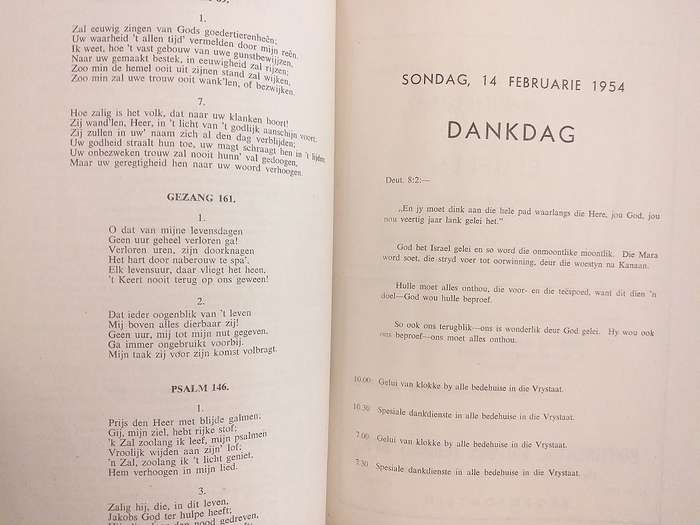 1.
Zal eeuwig zingen van Gods goedertierenheên;
Uw waarheid 't allen tijd' vermelden door mijn reên.
Ik weet, hoe 't vast gebouw van uwe gunstbewijzen,
Naar uw gemaakt bestek, in eeuwigheid zal rijzen;
Zoo min de hemel ooit uit zijnen stand zal wijken,
Zoo min zal uwe trouw ooit wank'len, of bezwijken.
7.
Hoe zalig is het volk, dat naar uw klanken hoort!
Zij wand'len, Heer, in 't licht van 't godlijk aanschijn voort.
Zij zullen in uw' naam zich al den dag verblijden;
Uw godheid straalt hun toe, uw magt schraagt hen in 't lijden
Uw onbezweken trouw zal nooit hunn' val gedoogen,
Maar uw geregtigheid hen naar uw woord verhoogen.
GEZANG 161.
1.
O dat van mijne levensdagen
Geen uur geheel verloren ga!
Verloren uren, zij doorknagen
Het hart door naberouw te spa'.
Elk levensuur, daar vliegt het heen,
't Keert nooit terug op ons geween!
2.
Dat ieder oogenblik van 't leven
Mij boven alles dierbaar zij!
Geen uur, mij tot mijn nut gegeven,
Ga immer ongebruikt voorbij.
Mijn taak zij vóor zijn komst volbragt.
PSALM 146.
1.
Prijs den Heer met blijde galmen;
Gij, mijn ziel, hebt rijke stof;
'k Zal zoolang ik leef, mijn psalmen
Vroolijk wijden aan zijn' lof;
'n Zal, zoolang ik 't licht geniet,
Hem verhoogen in mijn lied.
3.
Zalig hij, die, in dit leven,
Jakobs God ter hulpe heeft;
SONDAG, 14 FEBRUARIE 1954
DANKDAG
Deut. 8:2:—
„En jy moet dink aan die hele pad waarlangs die Here, jou God, jou
nou veertig jaar lank gelei het."
God het Israel gelei en so word die onmoontlike moontlik. Die Mara
word soet, die stryd voer tot oorwinning, deur die woestyn na Kanaan.
Hulle moet alles onthou, die voor- en die teëspoed, want dit dien 'n
doel—God wou hulle beproef.
So ook ons terugblik—ons is wonderlik deur God gelei. Hy wou ook
ons beproef—ons moet alles onthou.
10.00 Gelui van klokke by alle bedehuise in die Vrystaat.
10.30 Spesiale dankdienste in alle bedehuise in die Vrystaat.
7.00 Gelui van klokke by alle bedehuise in die Vrystaat.
7.30 Spesiale dankdienste in alle bedehuise in die Vrystaat.